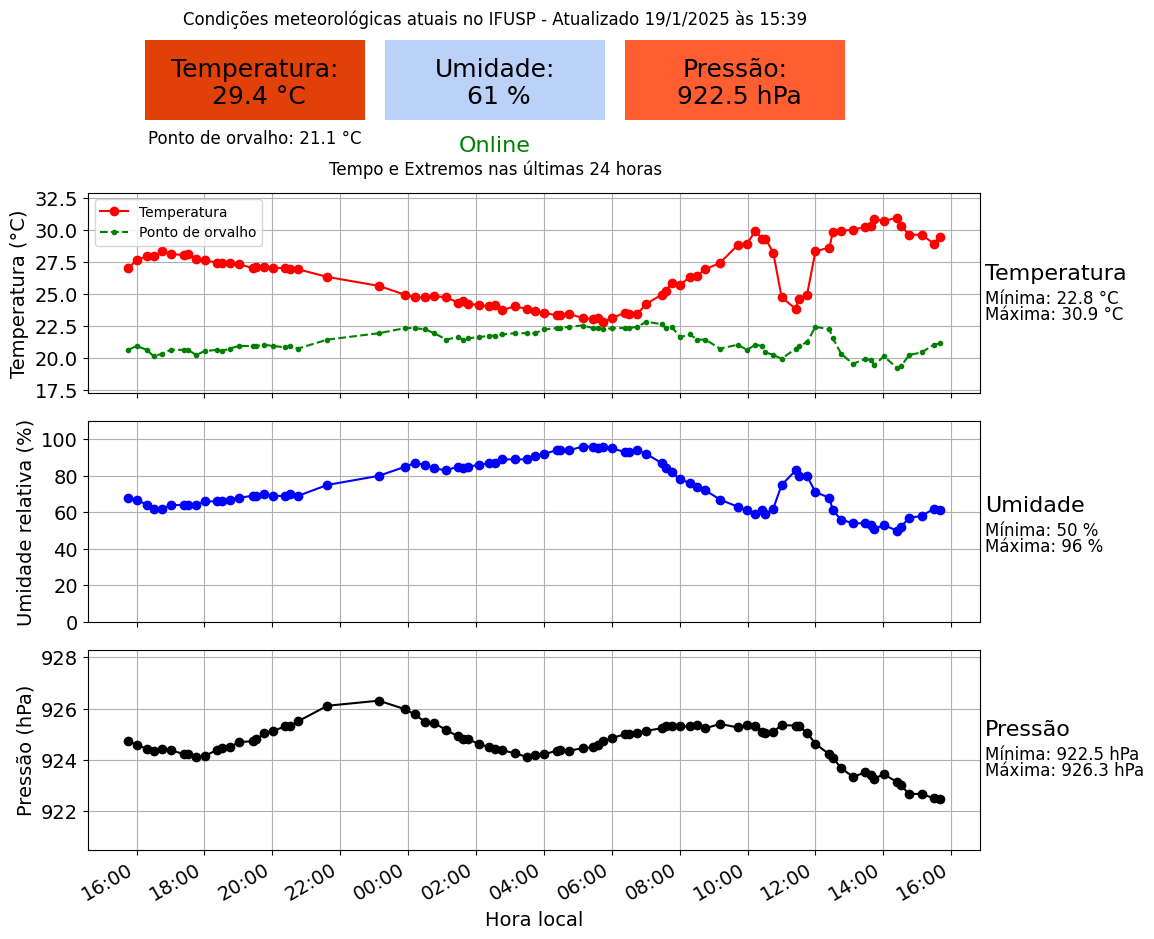 Condições meteorológicas atuais no IFUSP - Atualizado 19/1/2025 às 15:39
Temperatura:
29.4 °C
Umidade:
61 %
Pressão:
922.5 hPa
Ponto de orvalho: 21.1 °C
Online
Tempo e Extremos nas últimas 24 horas
Temperatura (°C)
32.5
30.0
27.5
25.0
22.5
20.0
17.5
Temperatura
Ponto de orvalho
Temperatura
Mínima: 22.8 °C
Máxima: 30.9 °C
Umidade relativa (%)
100
80
60
40
20
0
Umidade
Mínima: 50 %
Máxima: 96 %
Pressão (hPa)
928
926
924
922
Pressão
Mínima: 922.5 hPa
Máxima: 926.3 hPa
16:00
18:00
20:00
22:00
00:00
02:00
04:00
06:00
08:00
10:00
12:00
14:00
16:00
Hora local